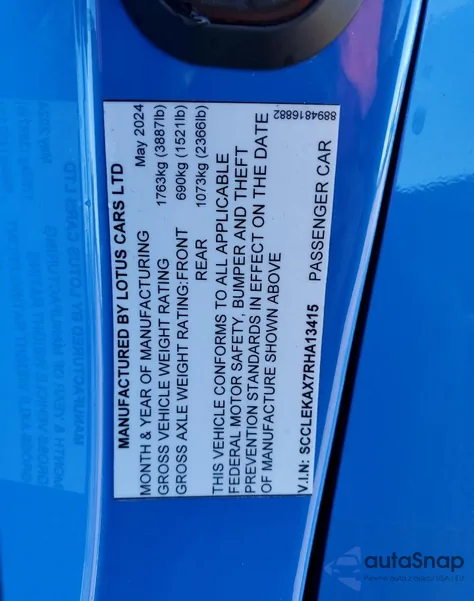 MANUFACTURED BY LOTUS CARS LTD
MONTH & YEAR OF MANUFACTURING May 2024
GROSS VEHICLE WEIGHT RATING 1763kg (3887lb)
GROSS AXLE WEIGHT RATING:FRONT 690kg (1521lb)
REAR 1073kg (2366lb)
THIS VEHICLE CONFORMS TO ALL APPLICABLE
FEDERAL MOTOR SAFETY, BUMPER AND THEFT
PREVENTION STANDARDS IN EFFECT ON THE DATE
OF MANUFACTURE SHOWN ABOVE
V.I.N: SCCLEKAX7RHA13415 PASSENGER CAR
8894816882
autaSnap